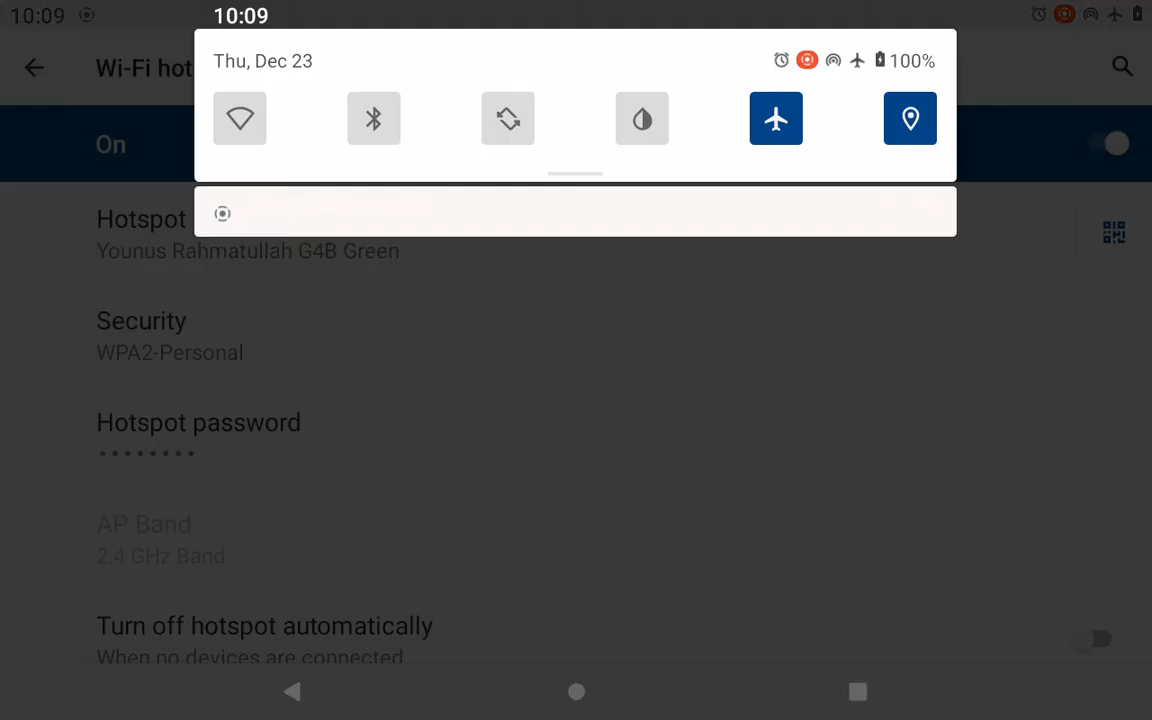 10:09
10:09
Thu, Dec 23
100%
Wi-Fi hot
On
Hotspot
Younus Rahmatullah G4B Green
Security
WPA2-Personal
Hotspot password
AP Band
2.4 GHz Band
Turn off hotspot automatically
When no devices are connected